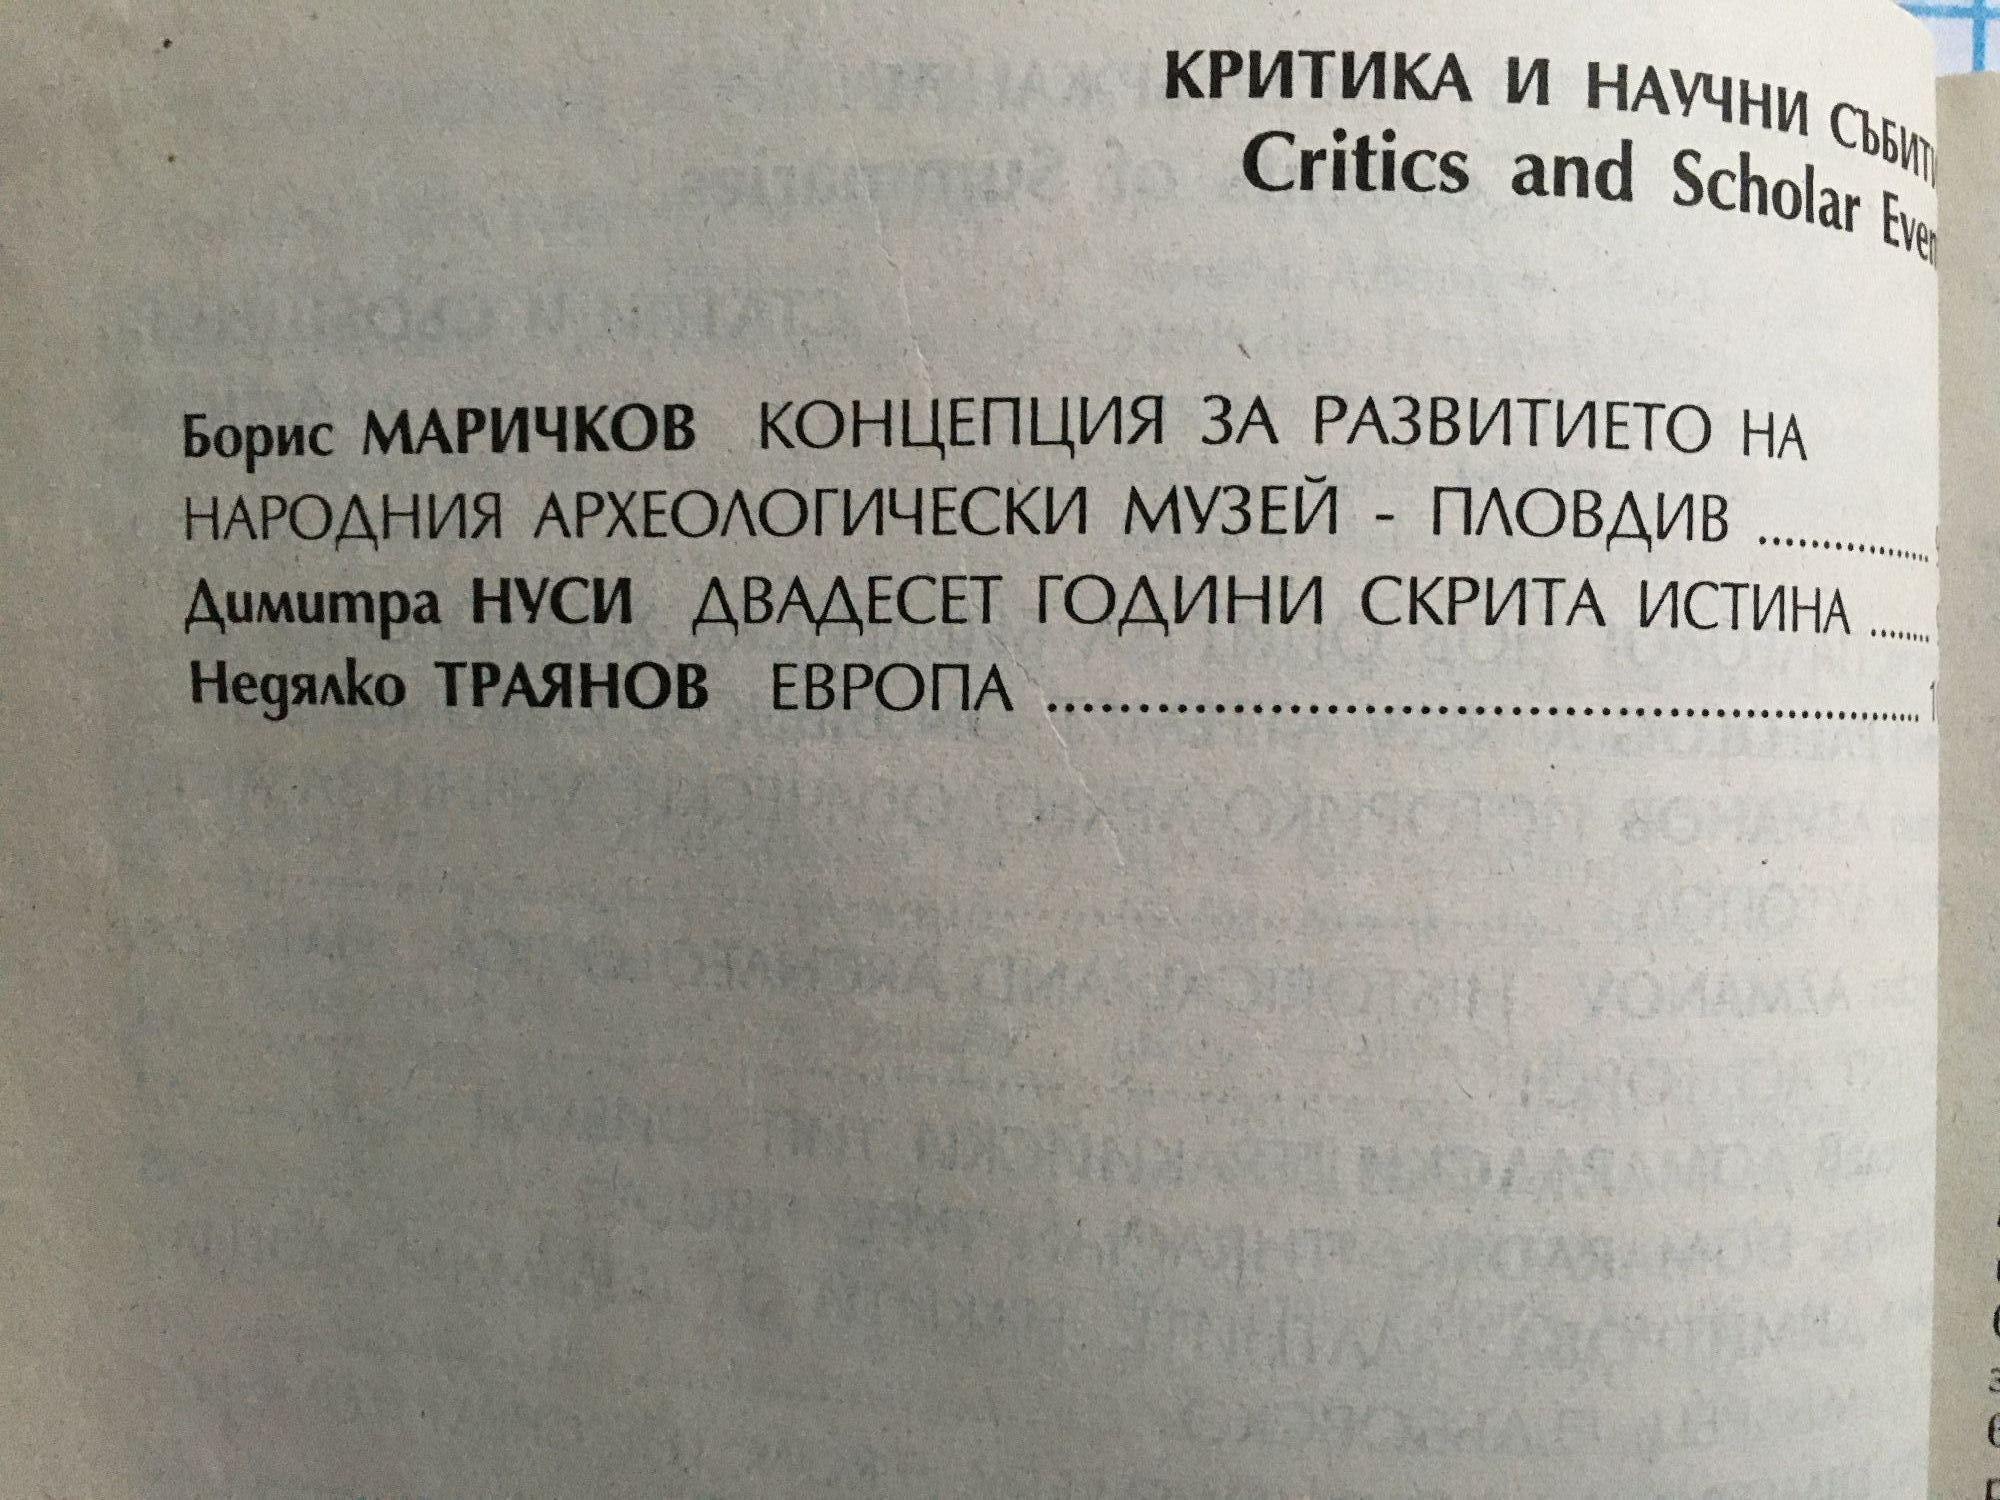 КРИТИКА И НАУЧНИ
Critics and Scholar
Борис МАРИЧКОВ КОНЦЕПЦИЯ ЗА РАЗВИТИЕТО НА
НАРОДНИЯ АРХЕОЛОГИЧЕСКИ МУЗЕЙ - ПЛОВДИВ ................
Димитра НУСИ ДВАДЕСЕТ ГОДИНИ СКРИТА ИСТИНА ........
Недялко ТРАЯНОВ ЕВРОПА ............................................................